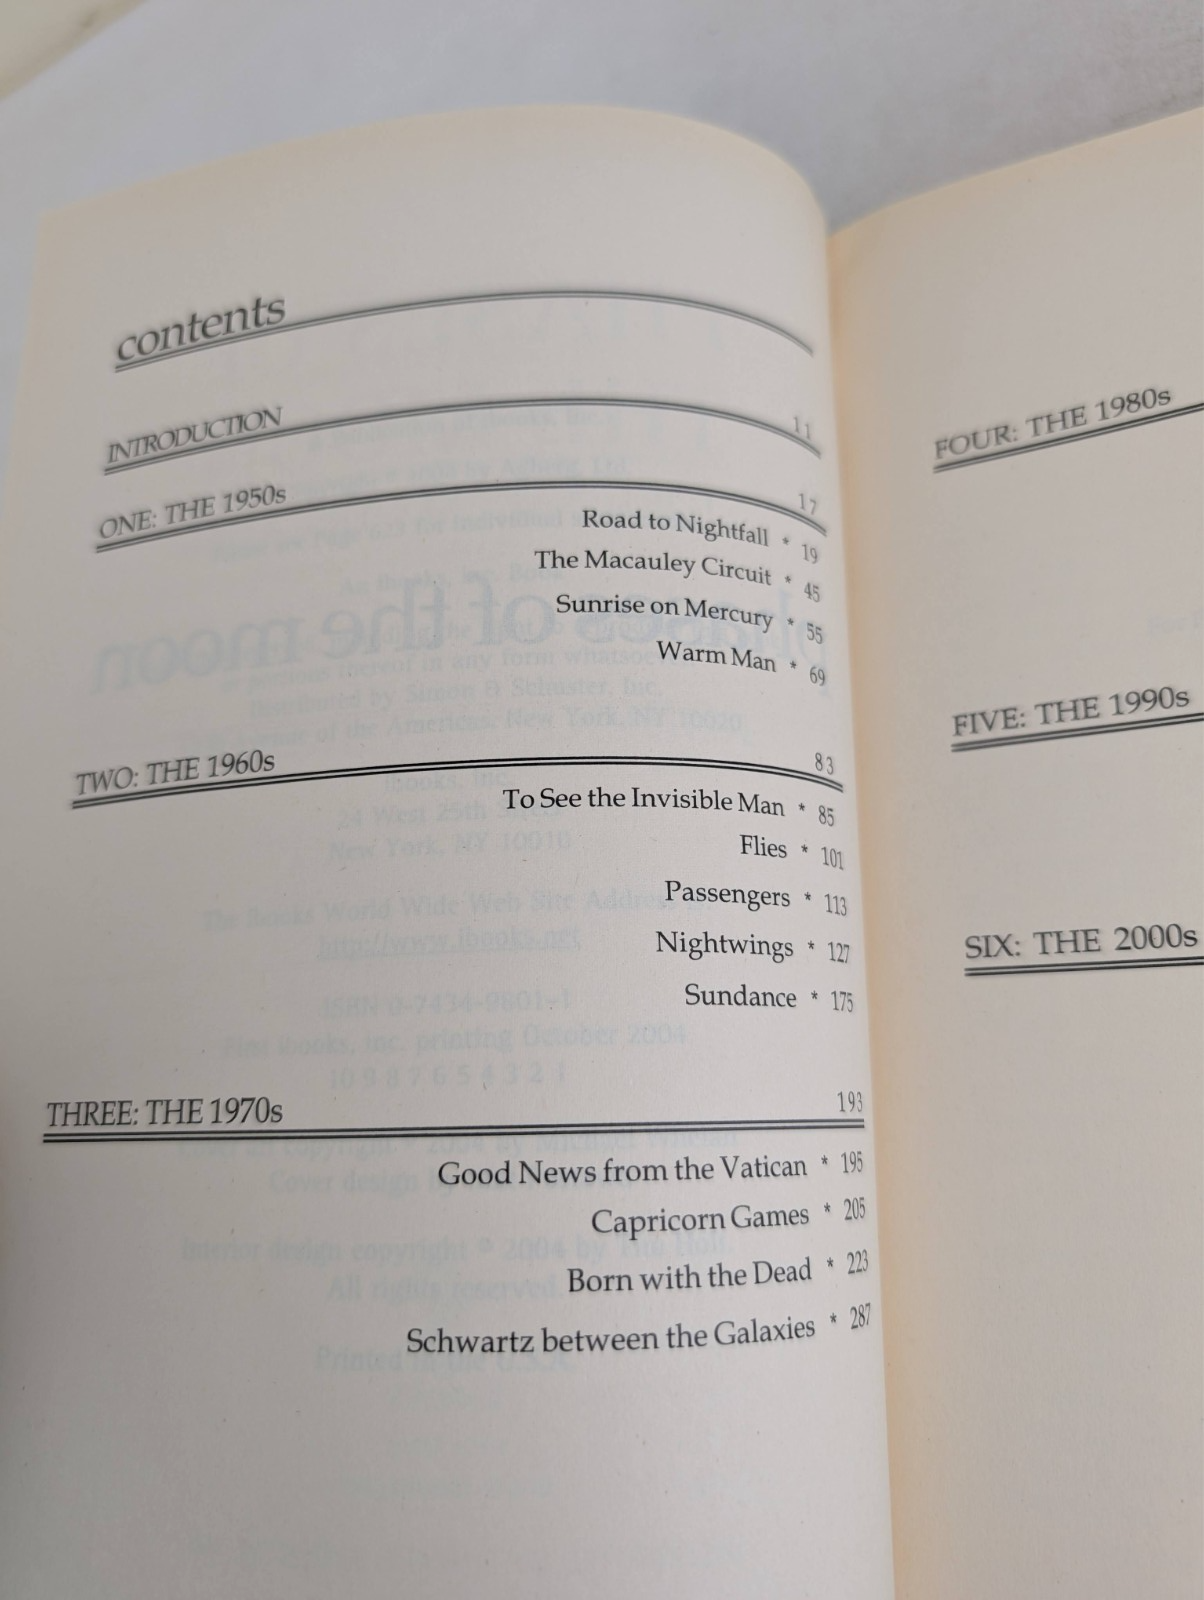 contents
INTRODUCTION 11
ONE: THE 1950s 17
Road to Nightfall * 19
The Macauley Circuit * 45
Sunrise on Mercury * 55
Warm Man * 69
TWO: THE 1960s 83
To See the Invisible Man * 85
Flies * 101
Passengers * 113
Nightwings * 127
Sundance * 175
THREE: THE 1970s 193
Good News from the Vatican * 195
Capricorn Games * 205
Born with the Dead * 223
Schwartz between the Galaxies * 287
FOUR: THE 1980s
FIVE: THE 1990s
SIX: THE 2000s